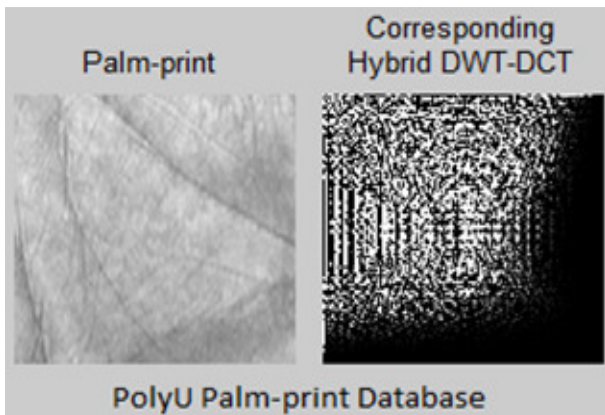 Palm-print
Corresponding
Hybrid DWT-DCT
PolyU Palm-print Database